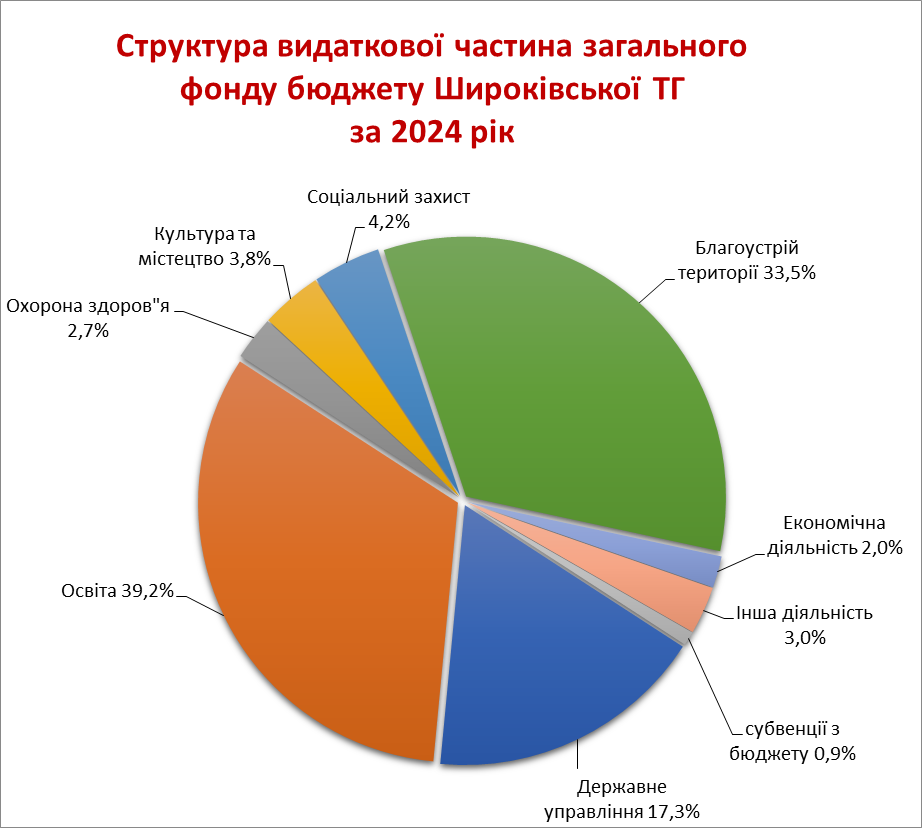 Структура видаткової частина загального
фонду бюджету Широківської ТГ
за 2024 рік
Соціальний захист
4,2%
Культура та
містецтво 3,8%
Охорона здоров"я
2,7%
Благоустрій
території 33,5%
Економічна
діяльність 2,0%
Освіта 39,2%
Інша діяльність
3,0%
субвенції з
бюджету 0,9%
Державне
управління 17,3%